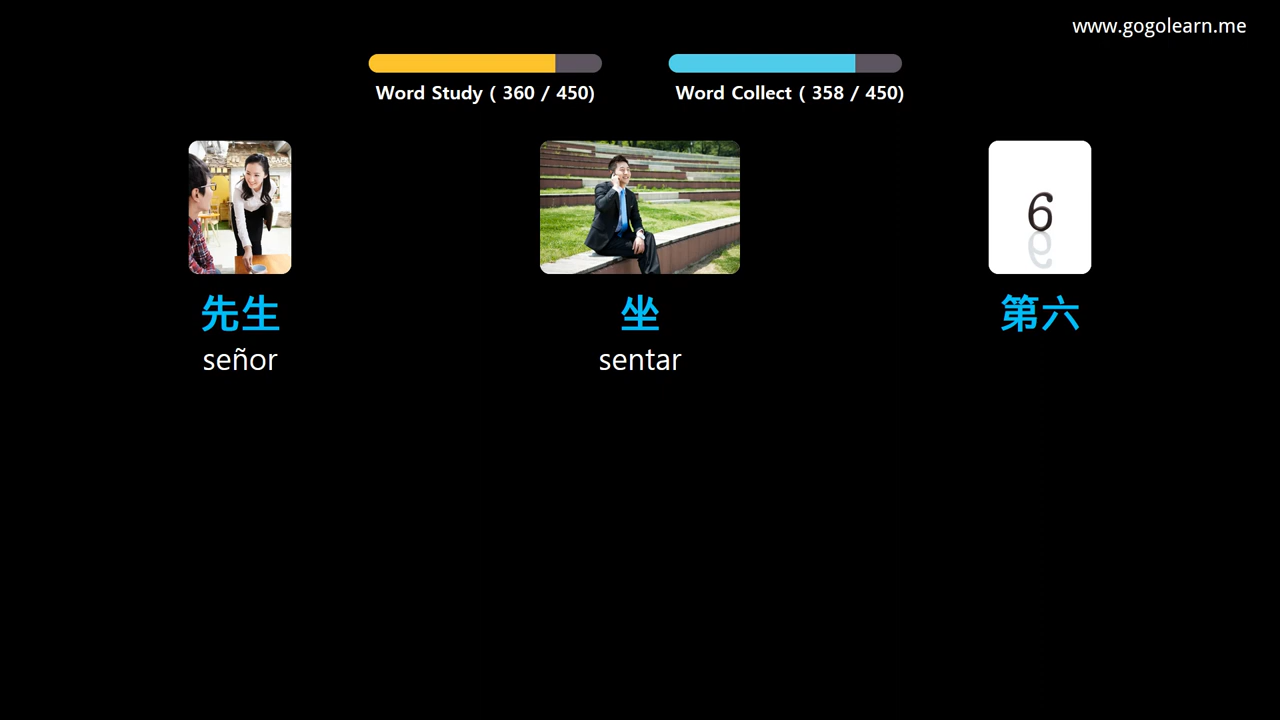 www.gogolearn.me
Word Study ( 360 / 450)
Word Collect ( 358 / 450)
6
先生
坐
第六
señor
sentar